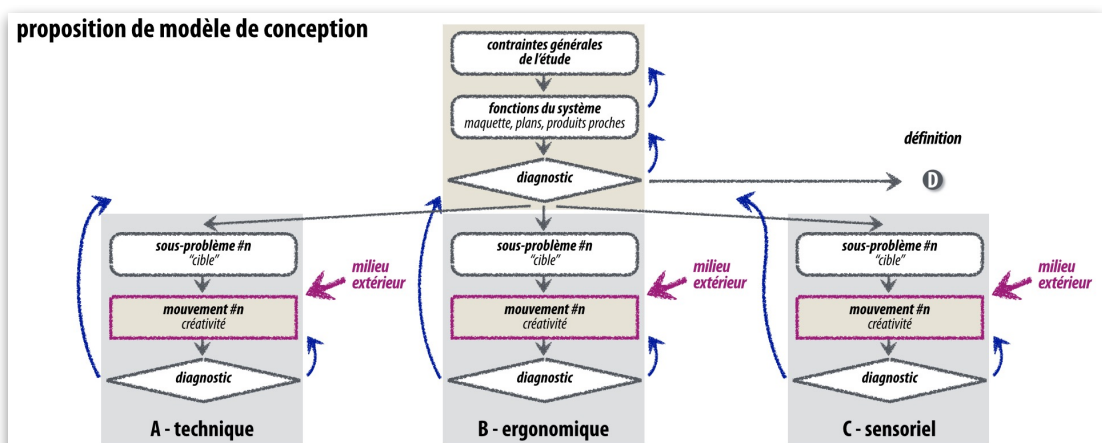 proposition de modèle de conception
contraintes générales
de l'étude
fonctions du système
maquette, plans, produits proches
définition
diagnostic
D
sous-problème #n
"cible"
milieu
extérieur
mouvement #n
créativité
diagnostic
A - technique
sous-problème #n
"cible"
milieu
extérieur
mouvement #n
créativité
diagnostic
B - ergonomique
sous-problème #n
"cible"
milieu
extérieur
mouvement #n
créativité
diagnostic
C - sensoriel